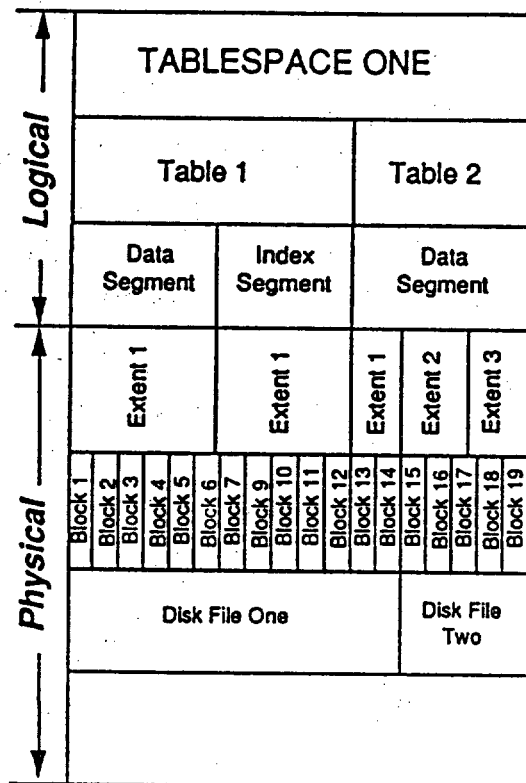 Logical
TABLESPACE ONE
Table 1
Table 2
Data
Segment
Index
Segment
Data
Segment
Physical
Extent 1
Extent 1
Extent 1
Extent 2
Extent 3
Block 1
Block 2
Block 3
Block 4
Block 5
Block 6
Block 7
Block 9
Block 10
Block 11
Block 12
Block 13
Block 14
Block 15
Block 16
Block 17
Block 18
Block 19
Disk File One
Disk File
Two